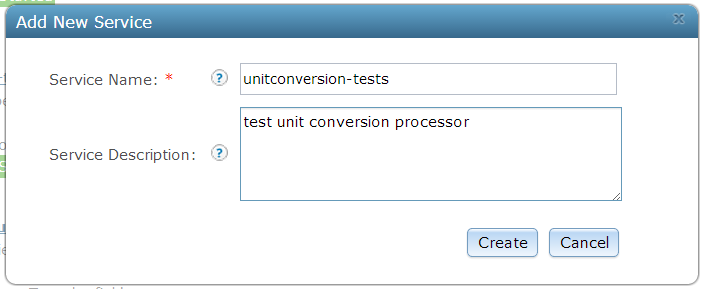 Add New Service x
Service Name: * ? unitconversion-tests
test unit conversion processor
Service Description: ?
Create Cancel